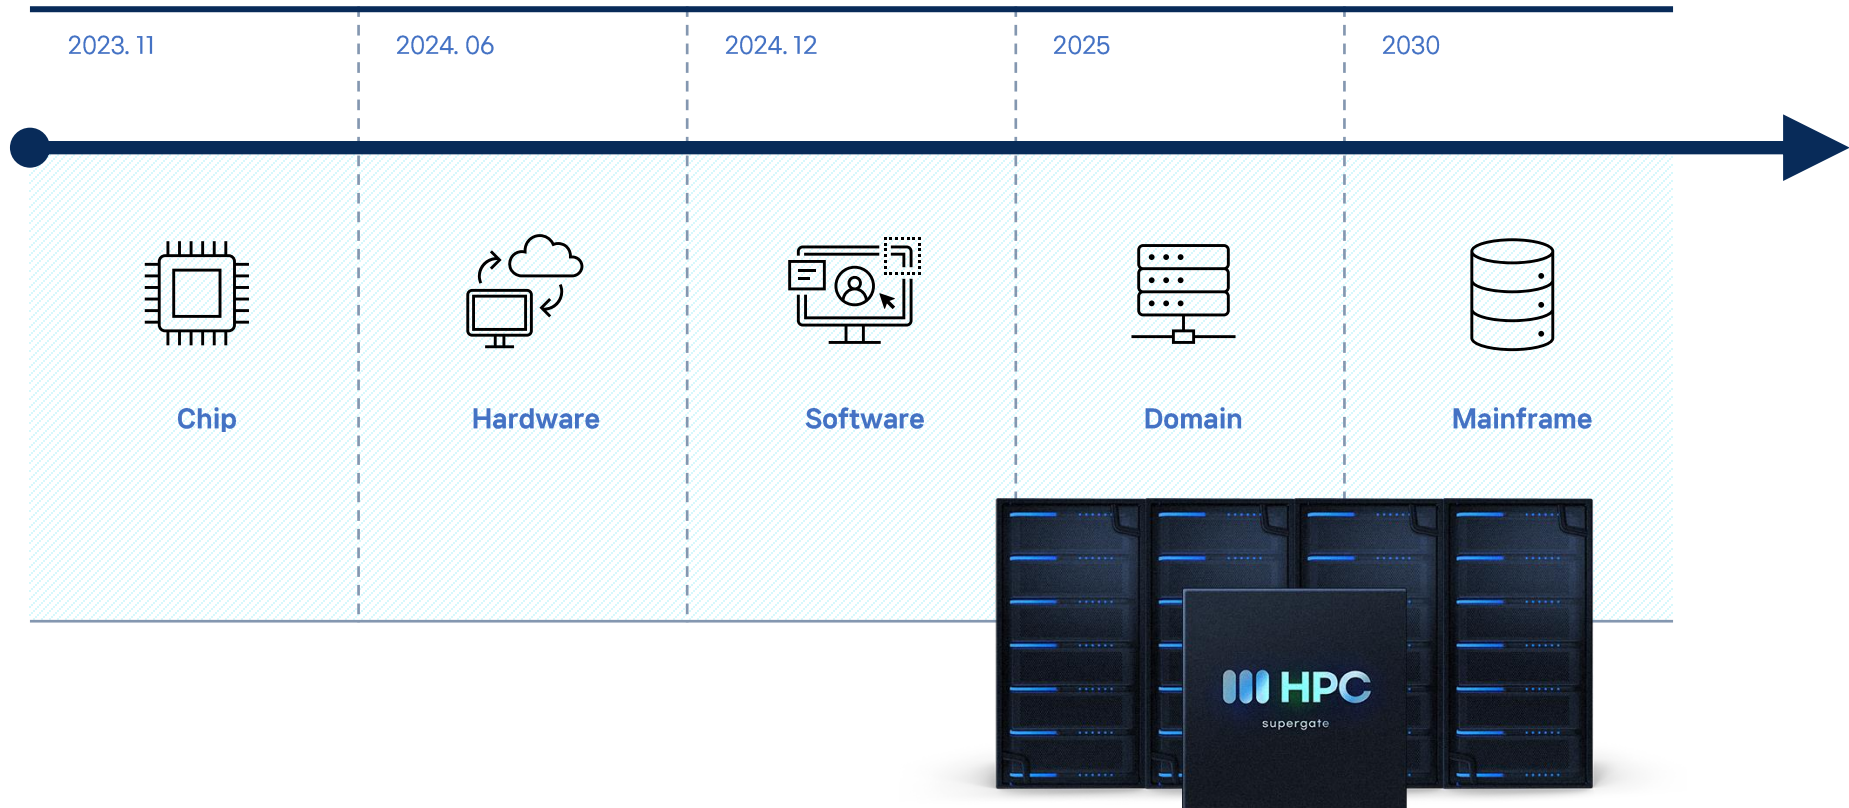 2023. 11
2024. 06
2024. 12
2025
2030
Chip
Hardware
Software
Domain
Mainframe
HPC
supergate